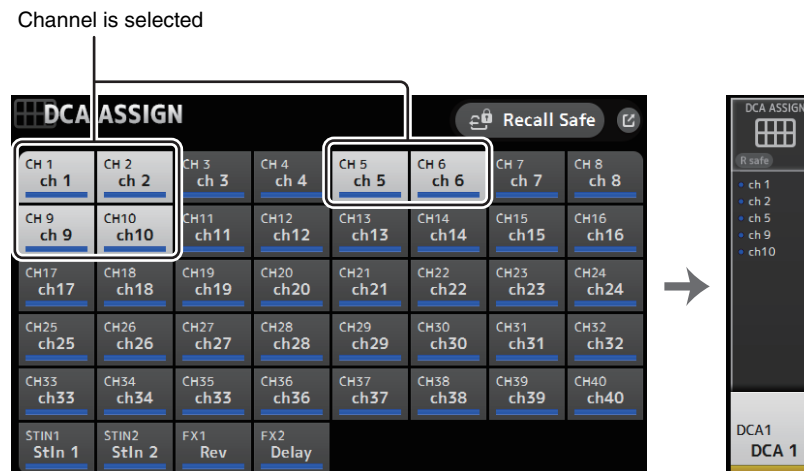 Channel is selected
DCA ASSIGN
Recall Safe
CH 1 CH 2 CH 3 CH 4 CH 5 CH 6 CH 7 CH 8
ch 1 ch 2 ch 3 ch 4 ch 5 ch 6 ch 7 ch 8
CH 9 CH10 CH11 CH12 CH13 CH14 CH15 CH16
ch 9 ch10 ch11 ch12 ch13 ch14 ch15 ch16
CH17 CH18 CH19 CH20 CH21 CH22 CH23 CH24
ch17 ch18 ch19 ch20 ch21 ch22 ch23 ch24
CH25 CH26 CH27 CH28 CH29 CH30 CH31 CH32
ch25 ch26 ch27 ch28 ch29 ch30 ch31 ch32
CH33 CH34 CH35 CH36 CH37 CH38 CH39 CH40
ch33 ch34 ch33 ch36 ch37 ch38 ch39 ch40
STIN1 STIN2 FX1 FX2
StIn 1 StIn 2 Rev Delay
DCA ASSIGN
R safe
ch 1
ch 2
ch 5
ch 9
ch10
DCA1
DCA 1